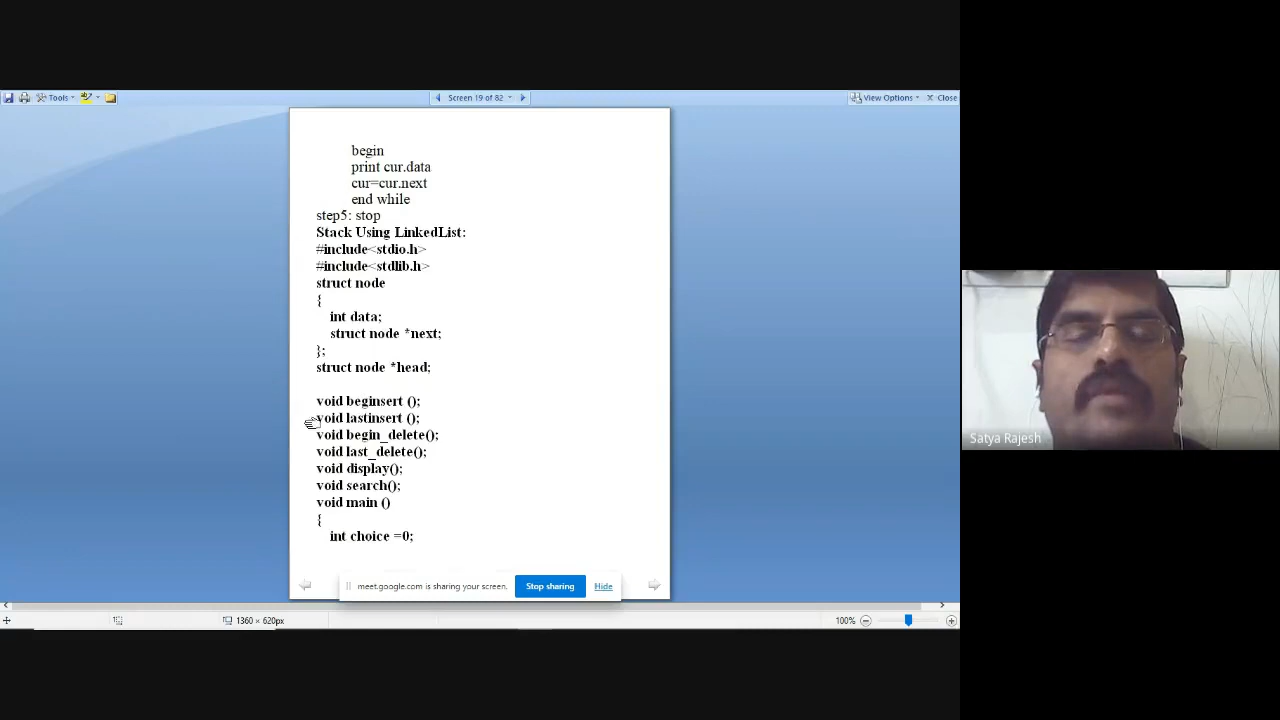 Tools
Screen 19 of 82
View Options
Close
begin
print cur.data
cur=cur.next
end while
step5: stop
Stack Using LinkedList:
#include<stdio.h>
#include<stdlib.h>
struct node
{
int data;
struct node *next;
};
struct node *head;
void beginsert ();
void lastinsert ();
void begin_delete();
void last_delete();
void display();
void search();
void main ()
{
int choice =0;
meet.google.com is sharing your screen.
Stop sharing
Hide
1360 × 620px
100%
Satya Rajesh